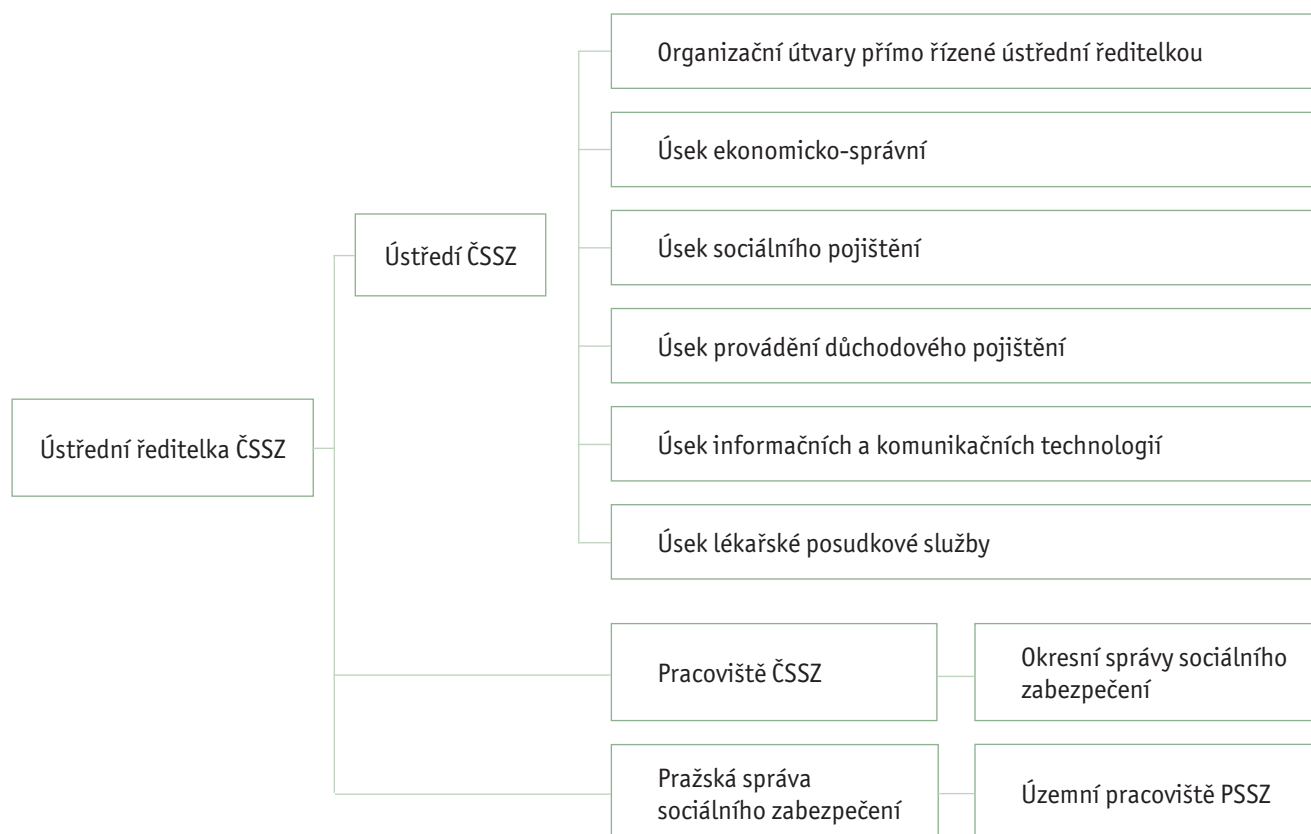 Organizační útvary přímo řízené ústřední ředitelkou
Úsek ekonomicko-správní
Ústředí ČSSZ
Úsek sociálního pojištění
Úsek provádění důchodového pojištění
Ústřední ředitelka ČSSZ
Úsek informačních a komunikačních technologií
Úsek lékařské posudkové služby
Pracoviště ČSSZ
Okresní správy sociálního
zabezpečení
Pražská správa
sociálního zabezpečení
Územní pracoviště PSSZ